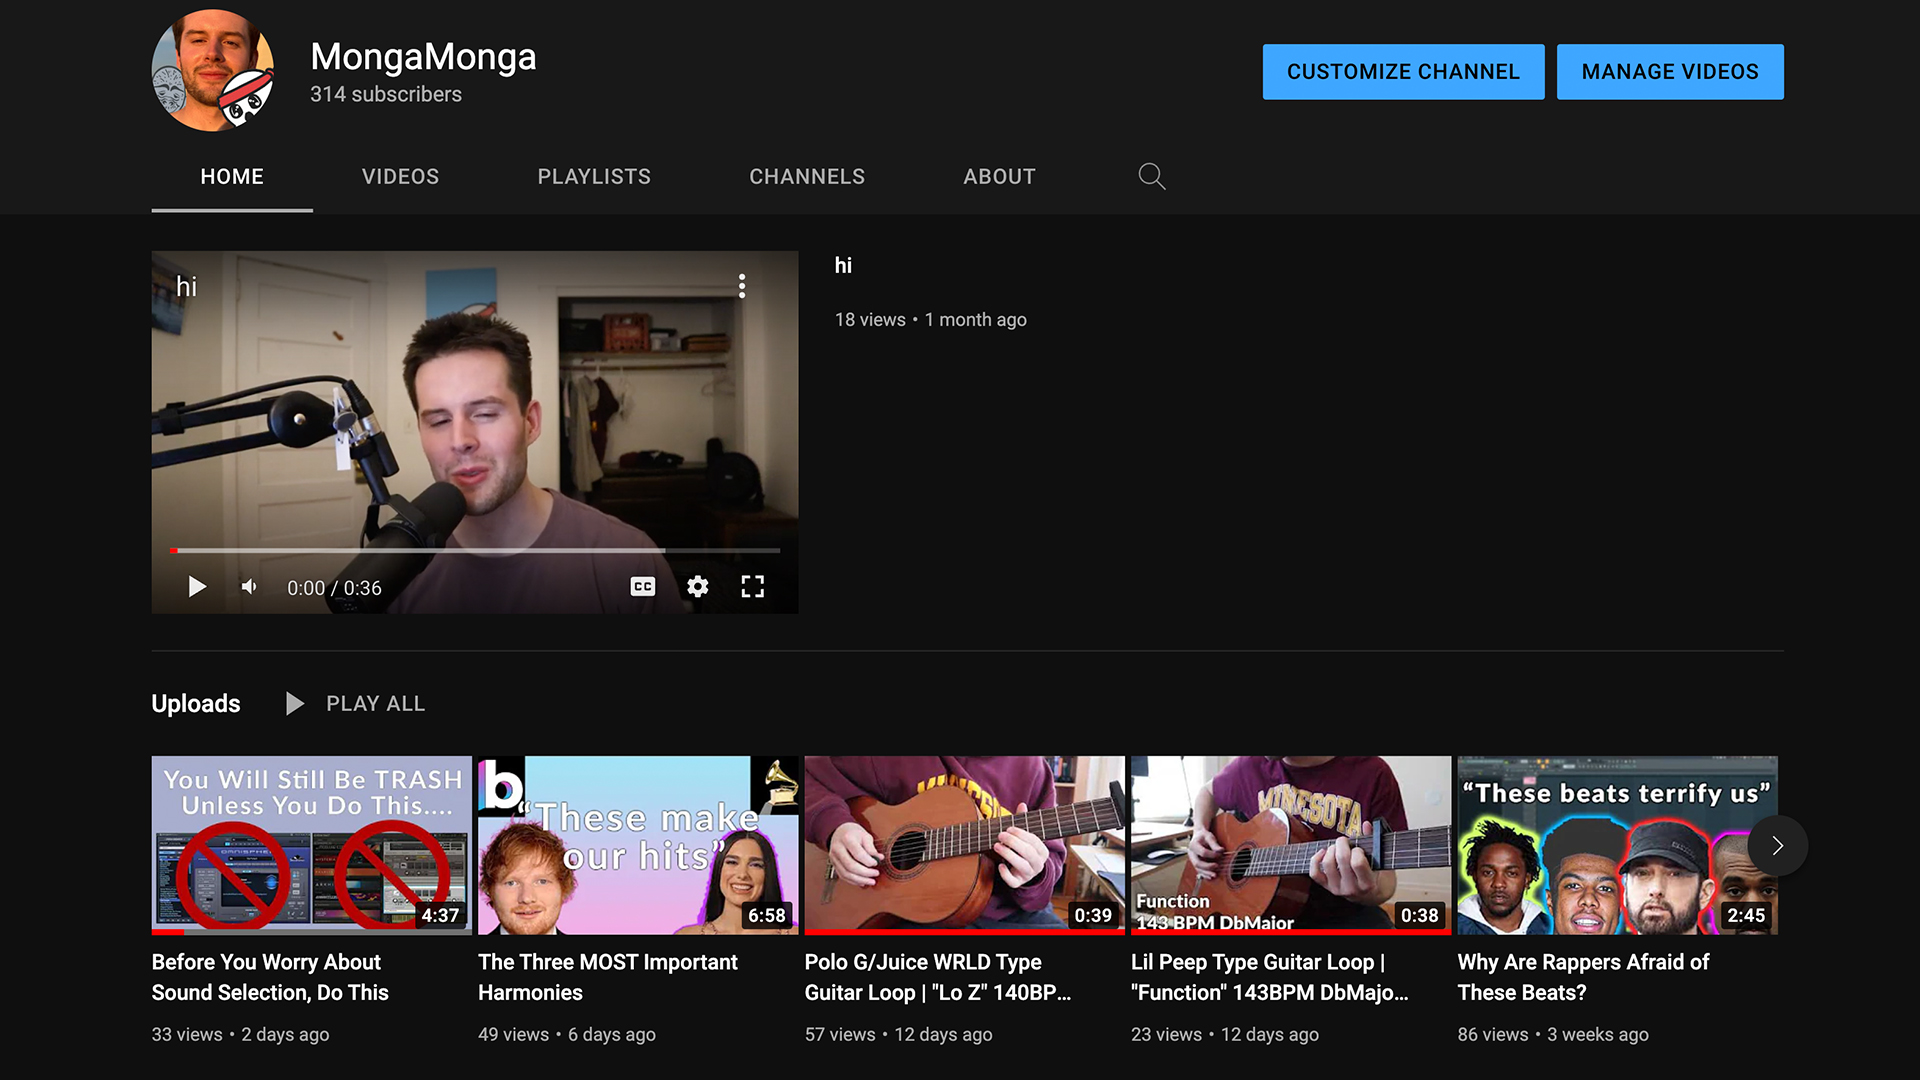 MongaMonga
314 subscribers
CUSTOMIZE CHANNEL
MANAGE VIDEOS
HOME
VIDEOS
PLAYLISTS
CHANNELS
ABOUT
hi
0:00 / 0:36
CC
hi
18 views • 1 month ago
Uploads
PLAY ALL
You Will Still Be TRASH
Unless You Do This....
4:37
Before You Worry About
Sound Selection, Do This
33 views • 2 days ago
b
“These make
our hits”
6:58
The Three MOST Important
Harmonies
49 views • 6 days ago
0:39
Polo G/Juice WRLD Type
Guitar Loop | "Lo Z" 140BP...
57 views • 12 days ago
MINNESOTA
Function
143 BPM DbMajor
0:38
Lil Peep Type Guitar Loop |
"Function" 143BPM DbMajo...
23 views • 12 days ago
“These beats terrify us”
2:45
Why Are Rappers Afraid of
These Beats?
86 views • 3 weeks ago